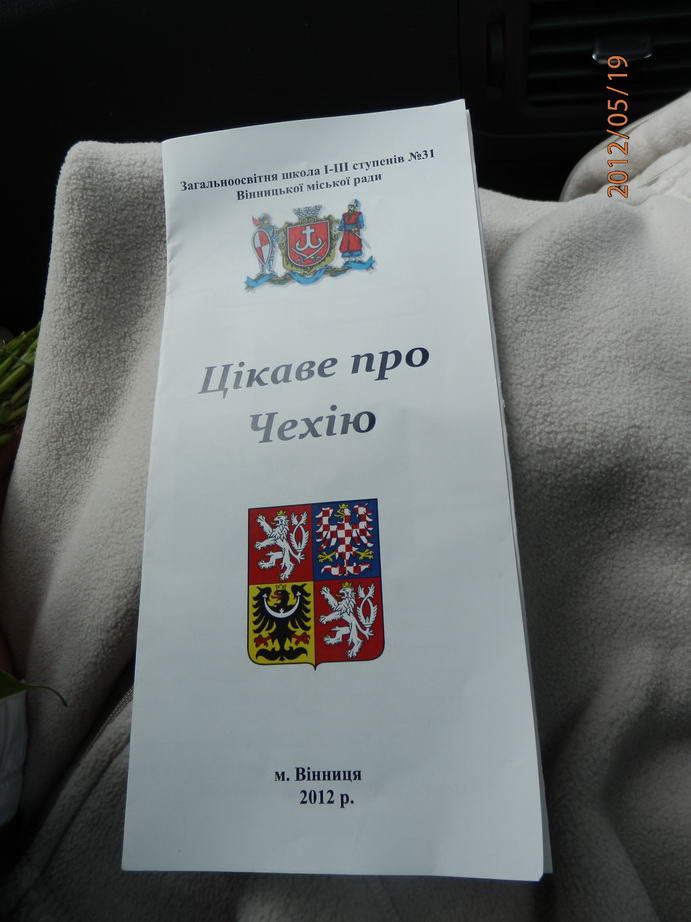 Загальноосвітня школа І-ІІІ ступенів №31
Вінницької міської ради
Цікаве про
Чехію
м. Вінниця
2012 р.
2012/05/19